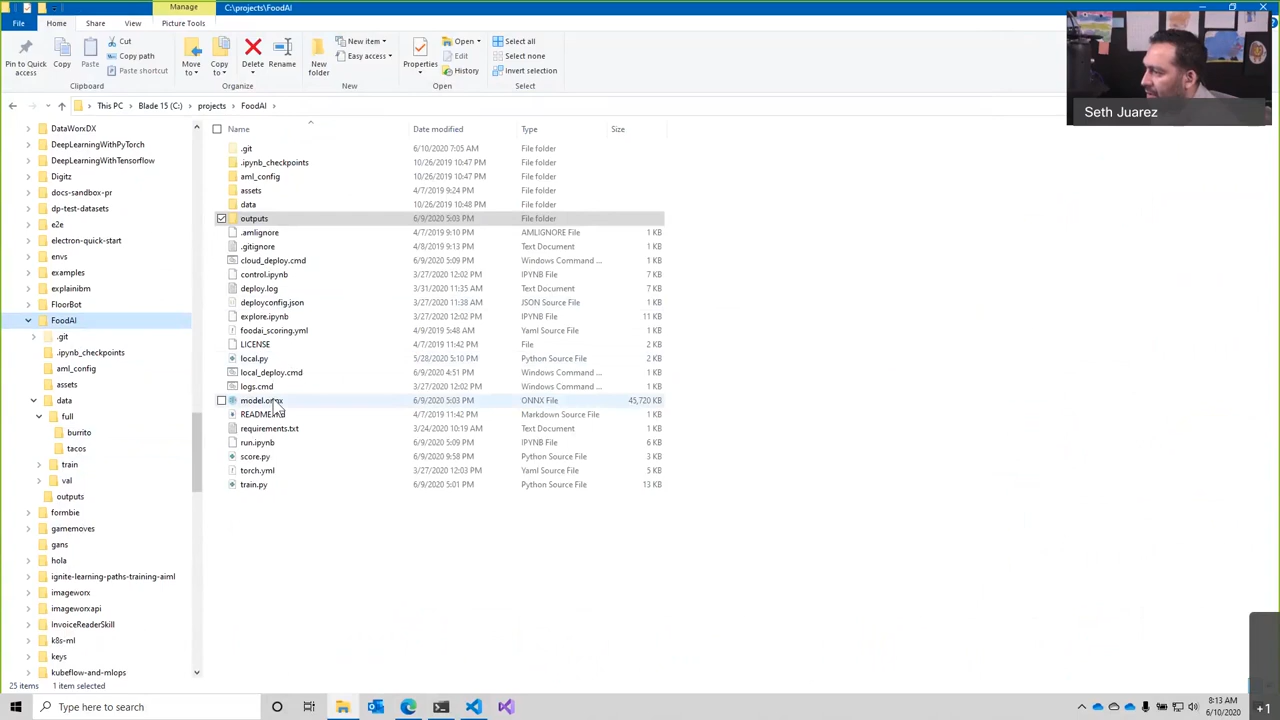 Manage
C:\projects\FoodAI
File
Home
Share
View
Picture Tools
Pin to Quick access
Copy
Paste
Cut
Copy path
Paste shortcut
Clipboard
Move to
Copy to
Delete
Rename
Organize
New folder
New item
Easy access
New
Properties
Open
Edit
History
Open
Select all
Select none
Invert selection
Select
Seth Juarez
This PC > Blade 15 (C:) > projects > FoodAI >
Name Date modified Type Size
DataWorxDX
DeepLearningWithPyTorch
DeepLearningWithTensorflow
Digitz
docs-sandbox-pr
dp-test-datasets
e2e
electron-quick-start
envs
examples
explainibm
FloorBot
FoodAI
.git
.ipynb_checkpoints
aml_config
assets
data
full
burrito
tacos
train
val
outputs
formbie
gamemoves
gans
hola
ignite-learning-paths-training-aiml
imageworx
imageworxapi
InvoiceReaderSkill
k8s-ml
keys
kubeflow-and-mlops
.git 6/10/2020 7:05 AM File folder
.ipynb_checkpoints 10/26/2019 10:47 PM File folder
aml_config 10/26/2019 10:47 PM File folder
assets 4/7/2019 9:24 PM File folder
data 10/26/2019 10:48 PM File folder
outputs 6/9/2020 5:03 PM File folder
.amlignore 4/7/2019 9:10 PM AMLIGNORE File 1 KB
.gitignore 4/8/2019 9:13 PM Text Document 1 KB
cloud_deploy.cmd 6/9/2020 5:09 PM Windows Command ... 1 KB
control.ipynb 3/27/2020 12:02 PM IPYNB File 7 KB
deploy.log 3/31/2020 11:35 AM Text Document 7 KB
deployconfig.json 3/27/2020 11:38 AM JSON Source File 1 KB
explore.ipynb 3/27/2020 12:02 PM IPYNB File 11 KB
foodai_scoring.yml 4/9/2019 5:48 AM Yaml Source File 1 KB
LICENSE 4/7/2019 11:42 PM File 2 KB
local.py 5/28/2020 5:10 PM Python Source File 2 KB
local_deploy.cmd 6/9/2020 4:51 PM Windows Command ... 1 KB
logs.cmd 3/27/2020 12:02 PM Windows Command ... 1 KB
model.onnx 6/9/2020 5:03 PM ONNX File 45,720 KB
README.md 4/7/2019 11:42 PM Markdown Source File 1 KB
requirements.txt 3/24/2020 10:19 AM Text Document 1 KB
run.ipynb 6/9/2020 5:09 PM IPYNB File 6 KB
score.py 6/9/2020 9:58 PM Python Source File 3 KB
torch.yml 3/27/2020 12:03 PM Yaml Source File 5 KB
train.py 6/9/2020 5:01 PM Python Source File 13 KB
25 items 1 item selected
Type here to search
8:13 AM
6/10/2020
+1